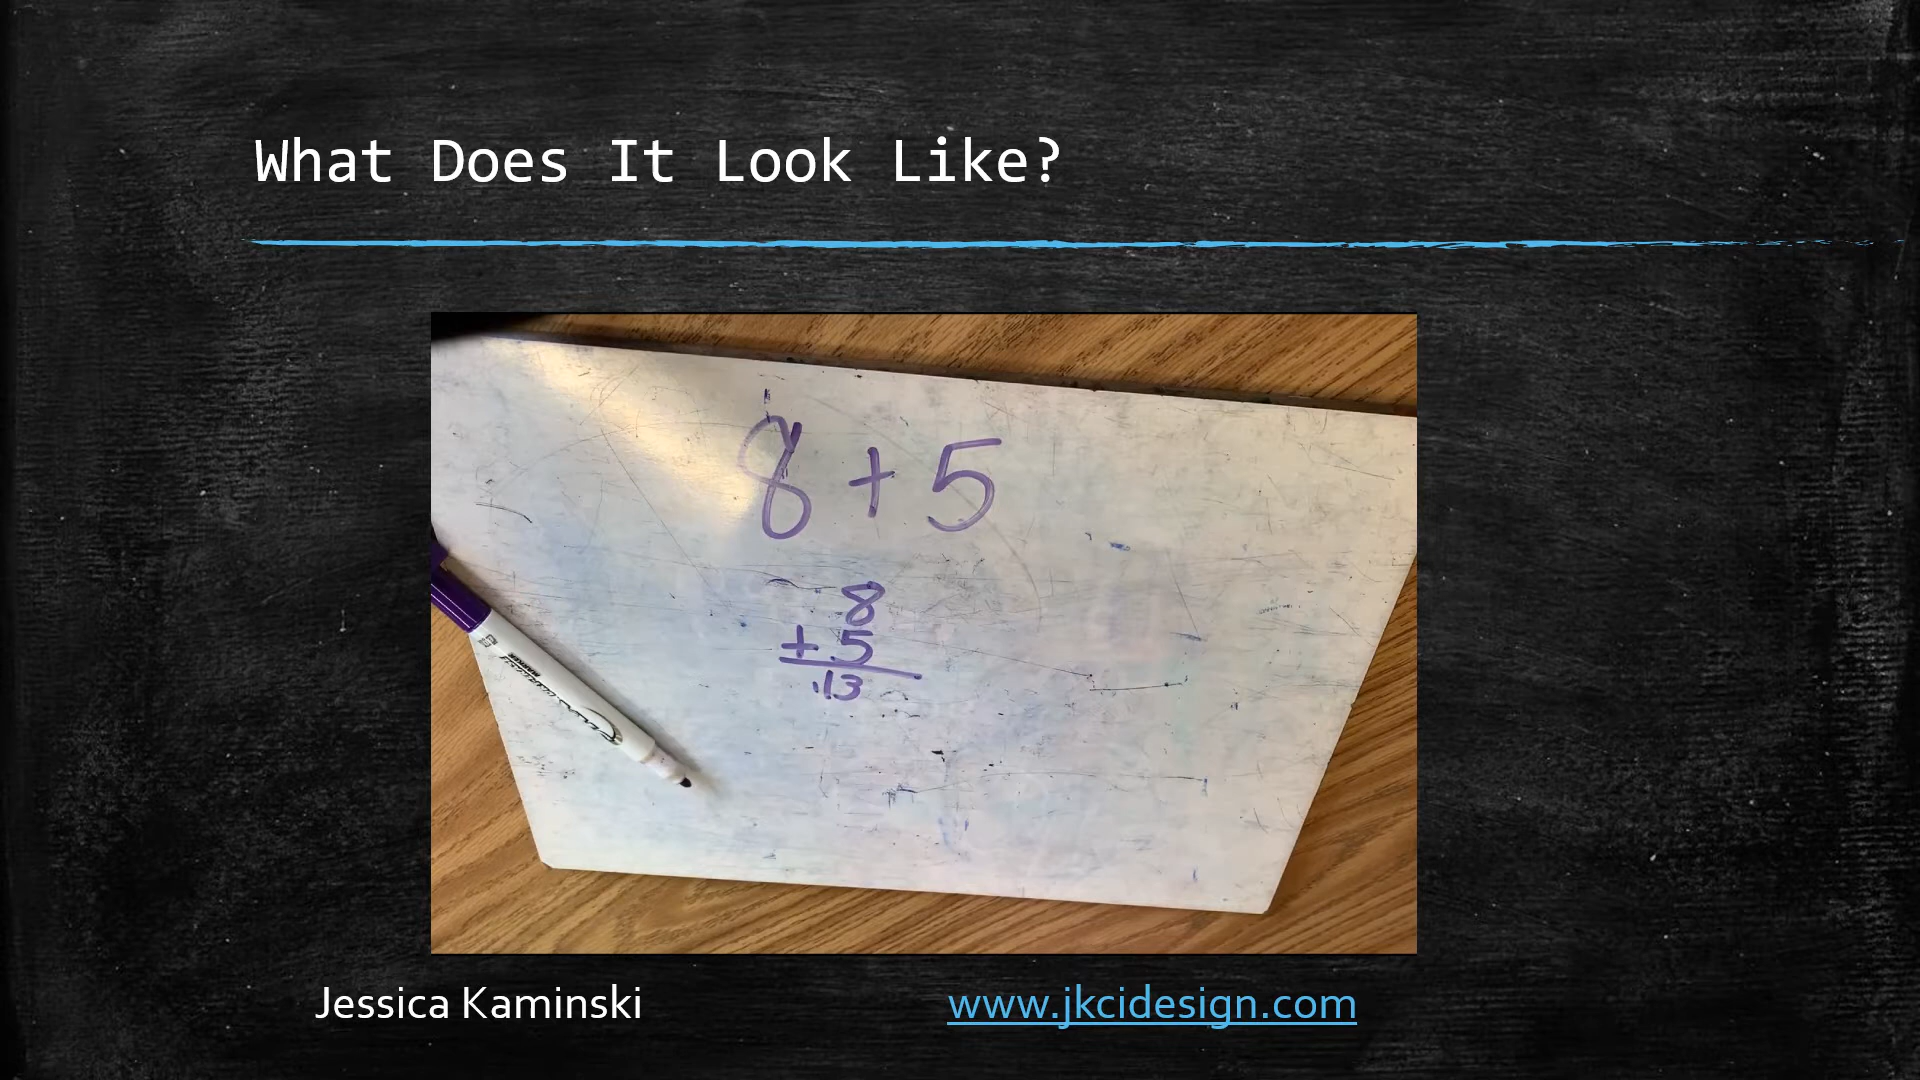 What Does It Look Like?
8 + 5
8
+ 5
13
Jessica Kaminski
www.jkcidesign.com